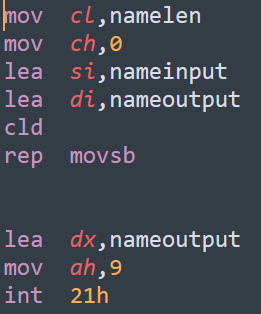 mov cl,namelen
mov ch,0
lea si,nameinput
lea di,nameoutput
cld
rep movsb
lea dx,nameoutput
mov ah,9
int 21h